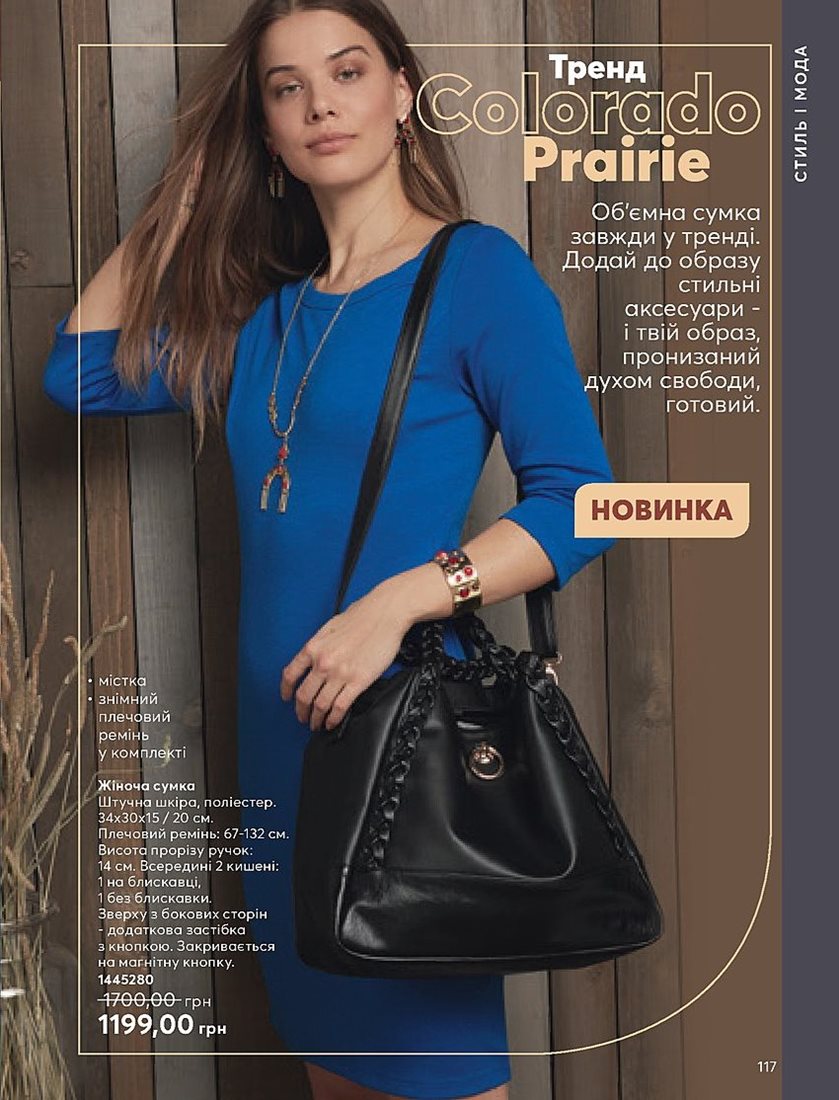 СТИЛЬ | МОДА
Тренд
Colorado
Prairie
Об'ємна сумка
завжди у тренді.
Додай до образу
стильні
аксесуари -
і твій образ,
пронизаний
духом свободи,
готовий.
НОВИНКА
• містка
• знімний
плечовий
ремінь
у комплекті
Жіноча сумка
Штучна шкіра, поліестер.
34х30х15 / 20 см.
Плечовий ремінь: 67-132 см.
Висота прорізу ручок:
14 см. Всередині 2 кишені:
1 на блискавці,
1 без блискавки.
Зверху з бокових сторін
- додаткова застібка
з кнопкою. Закривається
на магнітну кнопку.
1445280
1700,00 грн
1199,00 грн
117